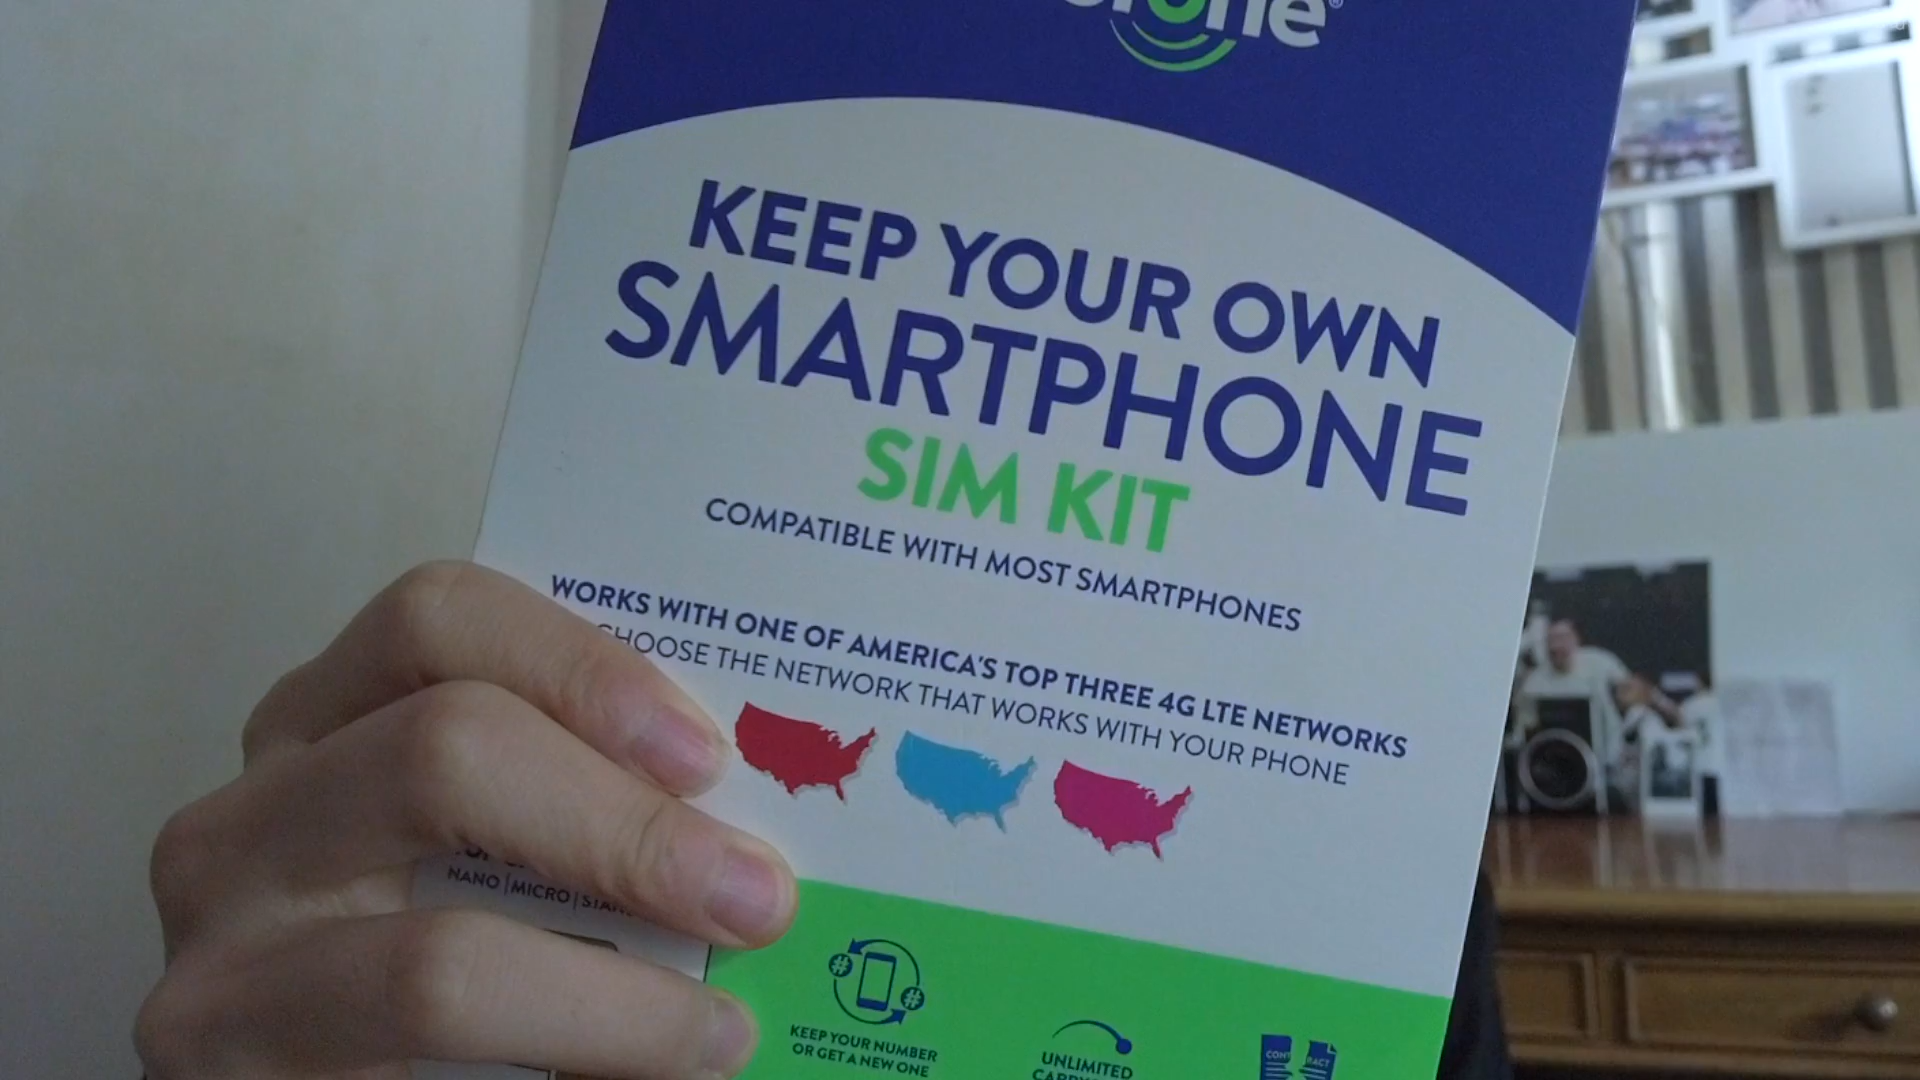 KEEP YOUR OWN
SMARTPHONE
SIM KIT
COMPATIBLE WITH MOST SMARTPHONES
WORKS WITH ONE OF AMERICA'S TOP THREE 4G LTE NETWORKS
CHOOSE THE NETWORK THAT WORKS WITH YOUR PHONE
NANO | MICRO |
# #
KEEP YOUR NUMBER
OR GET A NEW ONE
UNLIMITED
CONT RACT